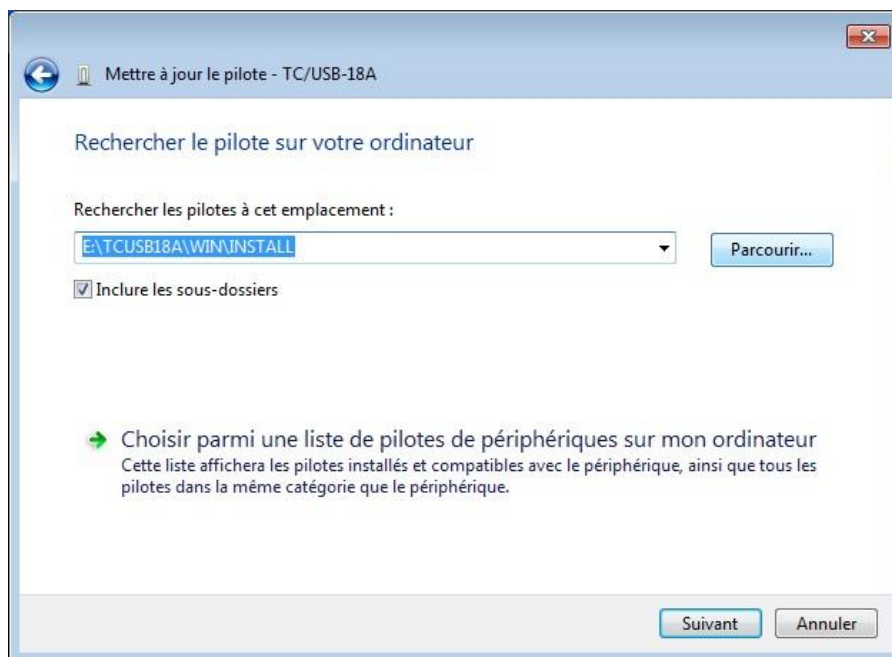 Mettre à jour le pilote - TC/USB-18A
Rechercher le pilote sur votre ordinateur
Rechercher les pilotes à cet emplacement :
E:\TCUSB18A\WIN\INSTALL
Parcourir...
Inclure les sous-dossiers
Choisir parmi une liste de pilotes de périphériques sur mon ordinateur
Cette liste affichera les pilotes installés et compatibles avec le périphérique, ainsi que tous les
pilotes dans la même catégorie que le périphérique.
Suivant
Annuler